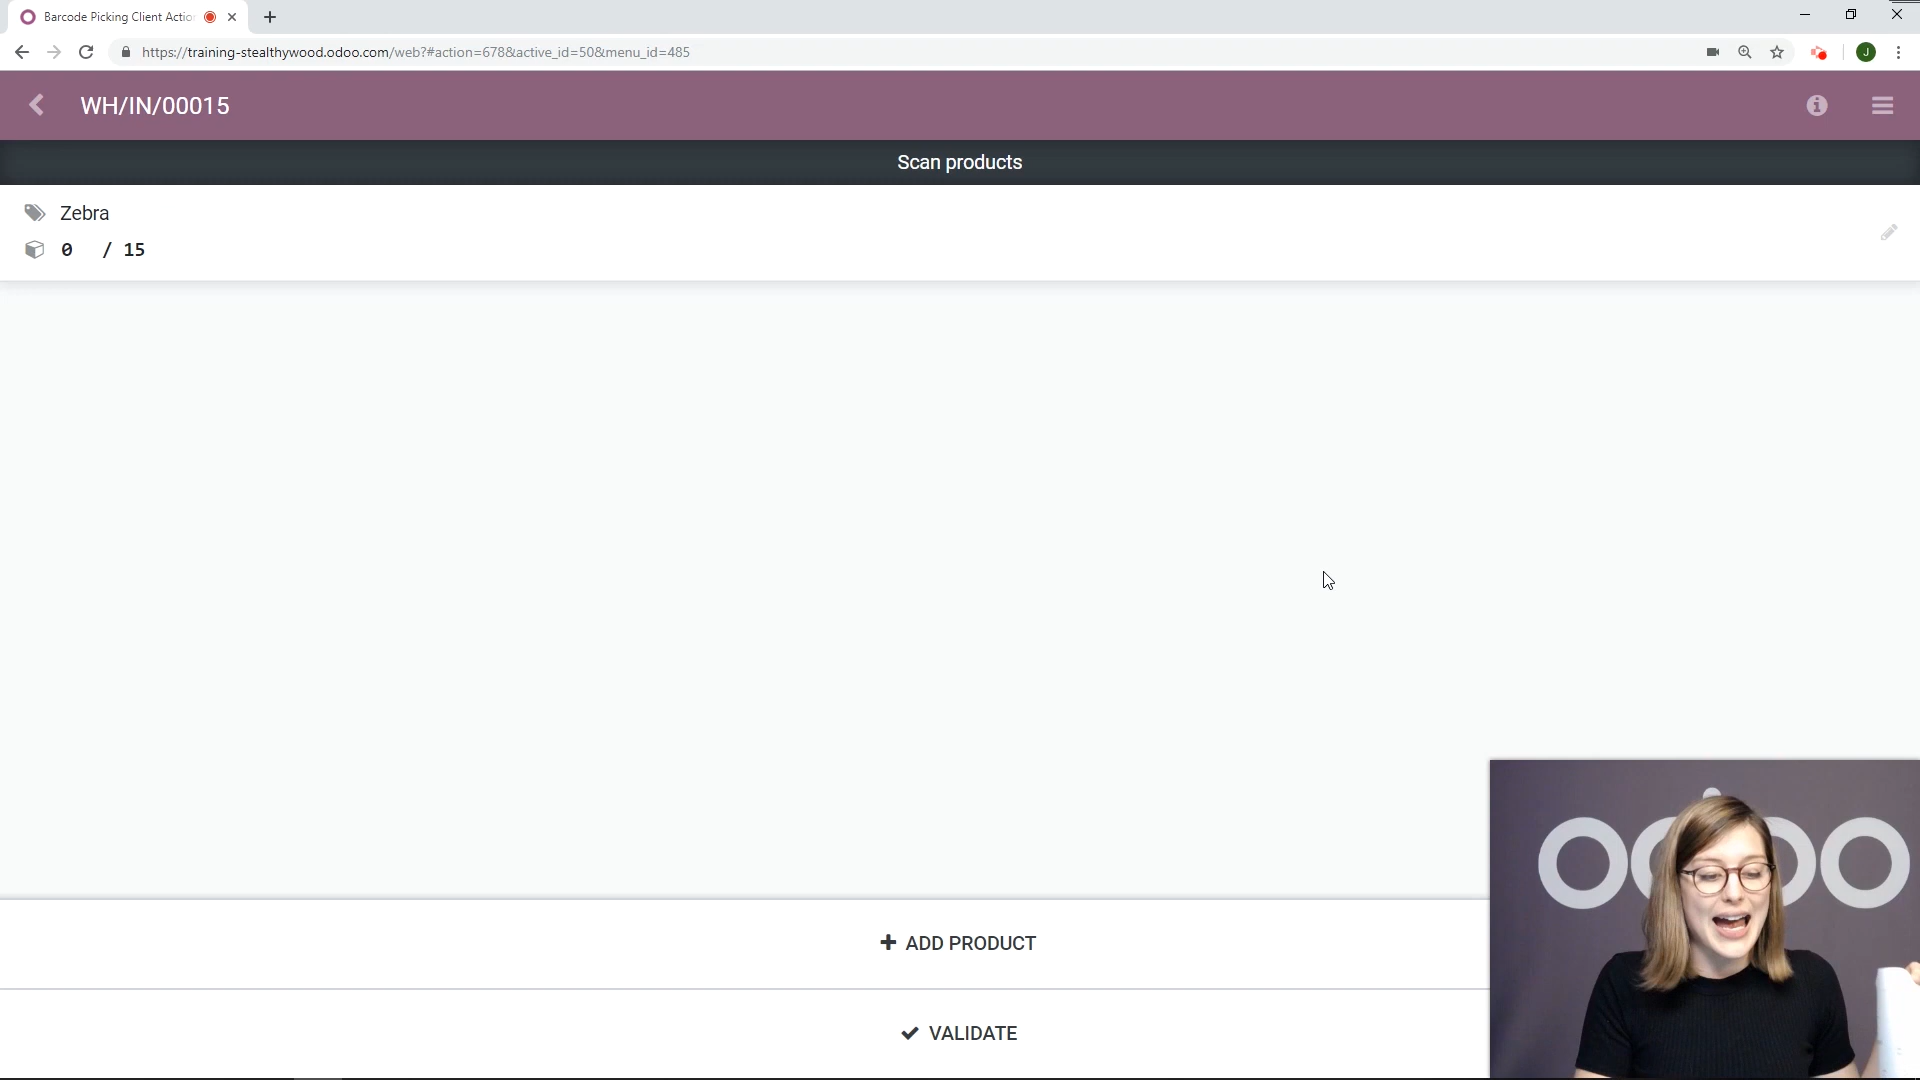 Barcode Picking Client Actio
https://training-stealthywood.odoo.com/web?#action=678&active_id=50&menu_id=485
J
WH/IN/00015
Scan products
Zebra
0 / 15
ADD PRODUCT
VALIDATE
odoo